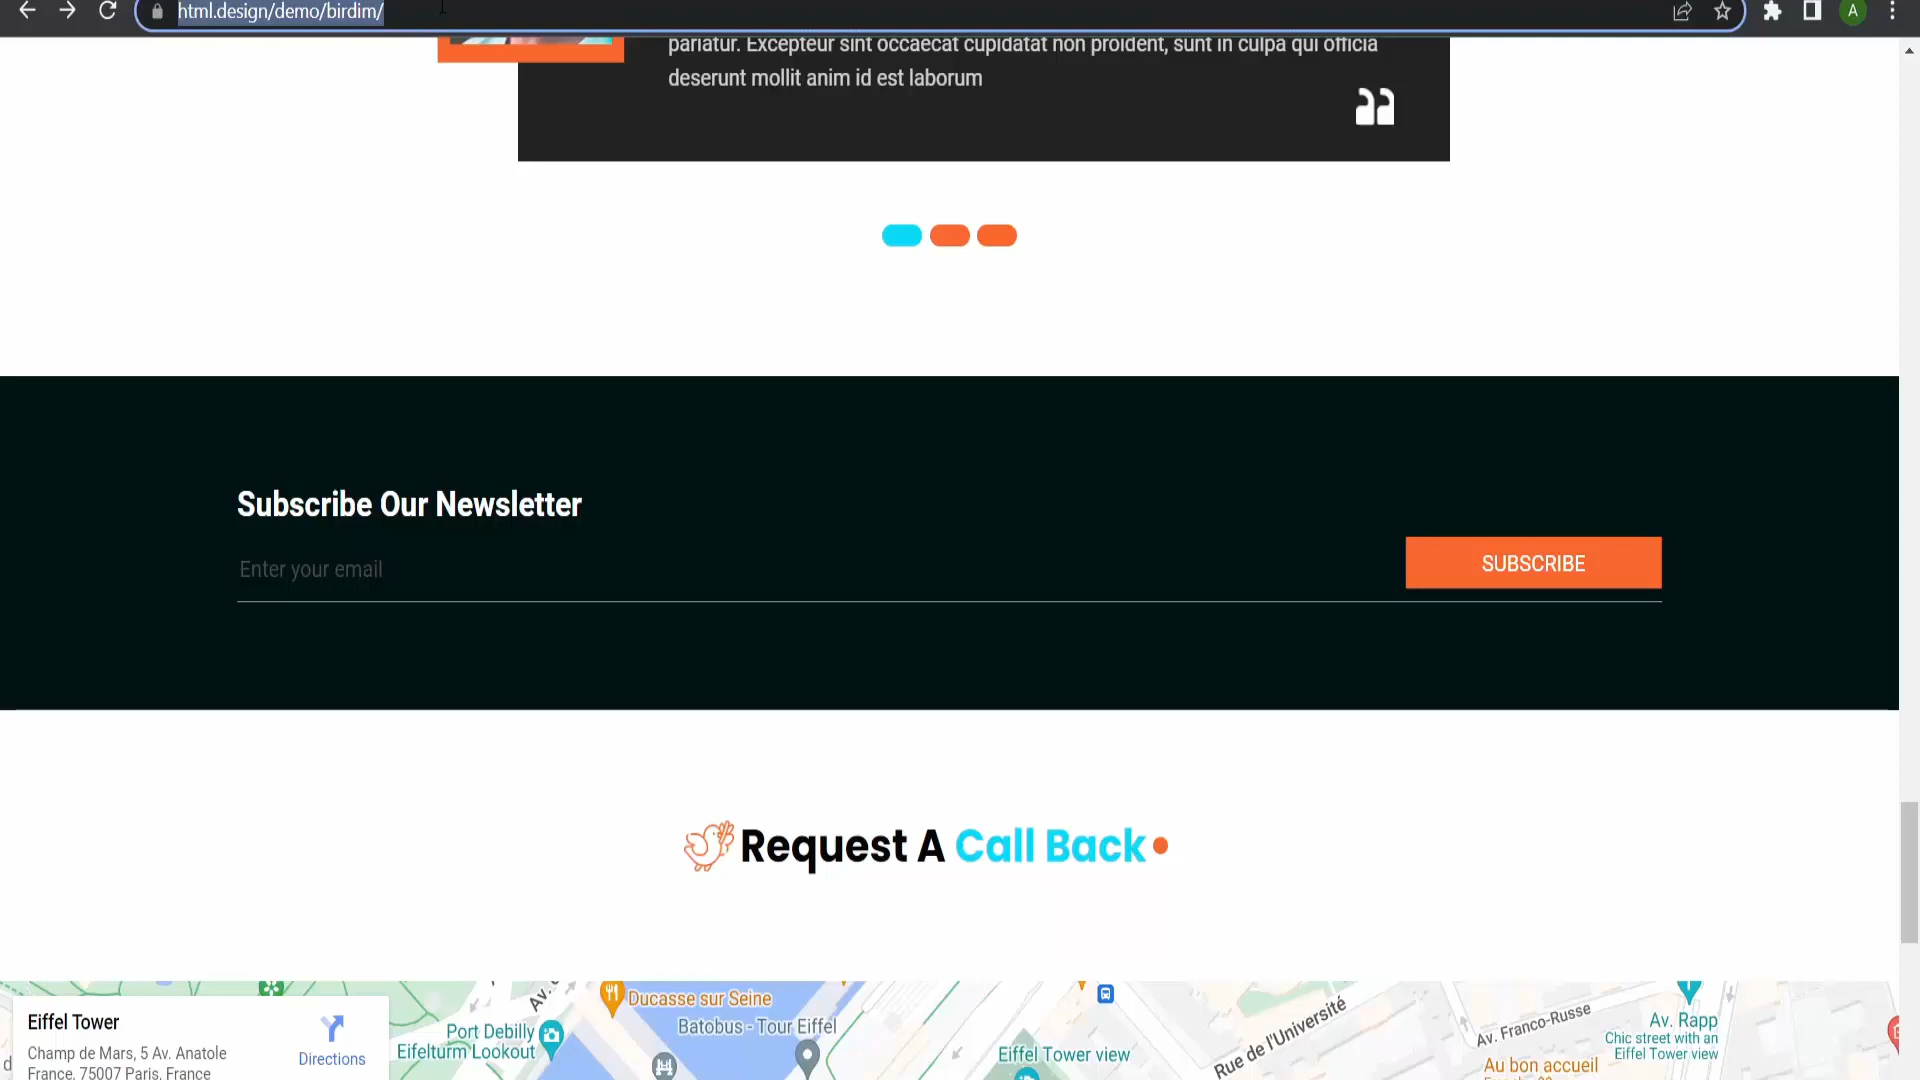 html.design/demo/birdim/
A
pariatur. Excepteur sint occaecat cupidatat non proident, sunt in culpa qui officia
deserunt mollit anim id est laborum
Subscribe Our Newsletter
Enter your email
SUBSCRIBE
Request A Call Back
Eiffel Tower
Champ de Mars, 5 Av. Anatole
France, 75007 Paris, France
Directions
Av.
Ducasse sur Seine
Batobus - Tour Eiffel
Port Debilly
Eifelturm Lookout
Eiffel Tower view
Rue de l'Université
Av. Franco-Russe
Av. Rapp
Chic street with an
Eiffel Tower view
Au bon accueil